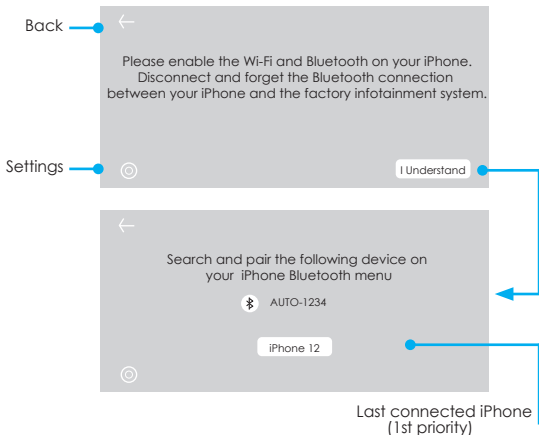 Back
Please enable the Wi-Fi and Bluetooth on your iPhone.
Disconnect and forget the Bluetooth connection
between your iPhone and the factory infotainment system.
Settings
I Understand
Search and pair the following device on
your iPhone Bluetooth menu
AUTO-1234
iPhone 12
Last connected iPhone
(1st priority)